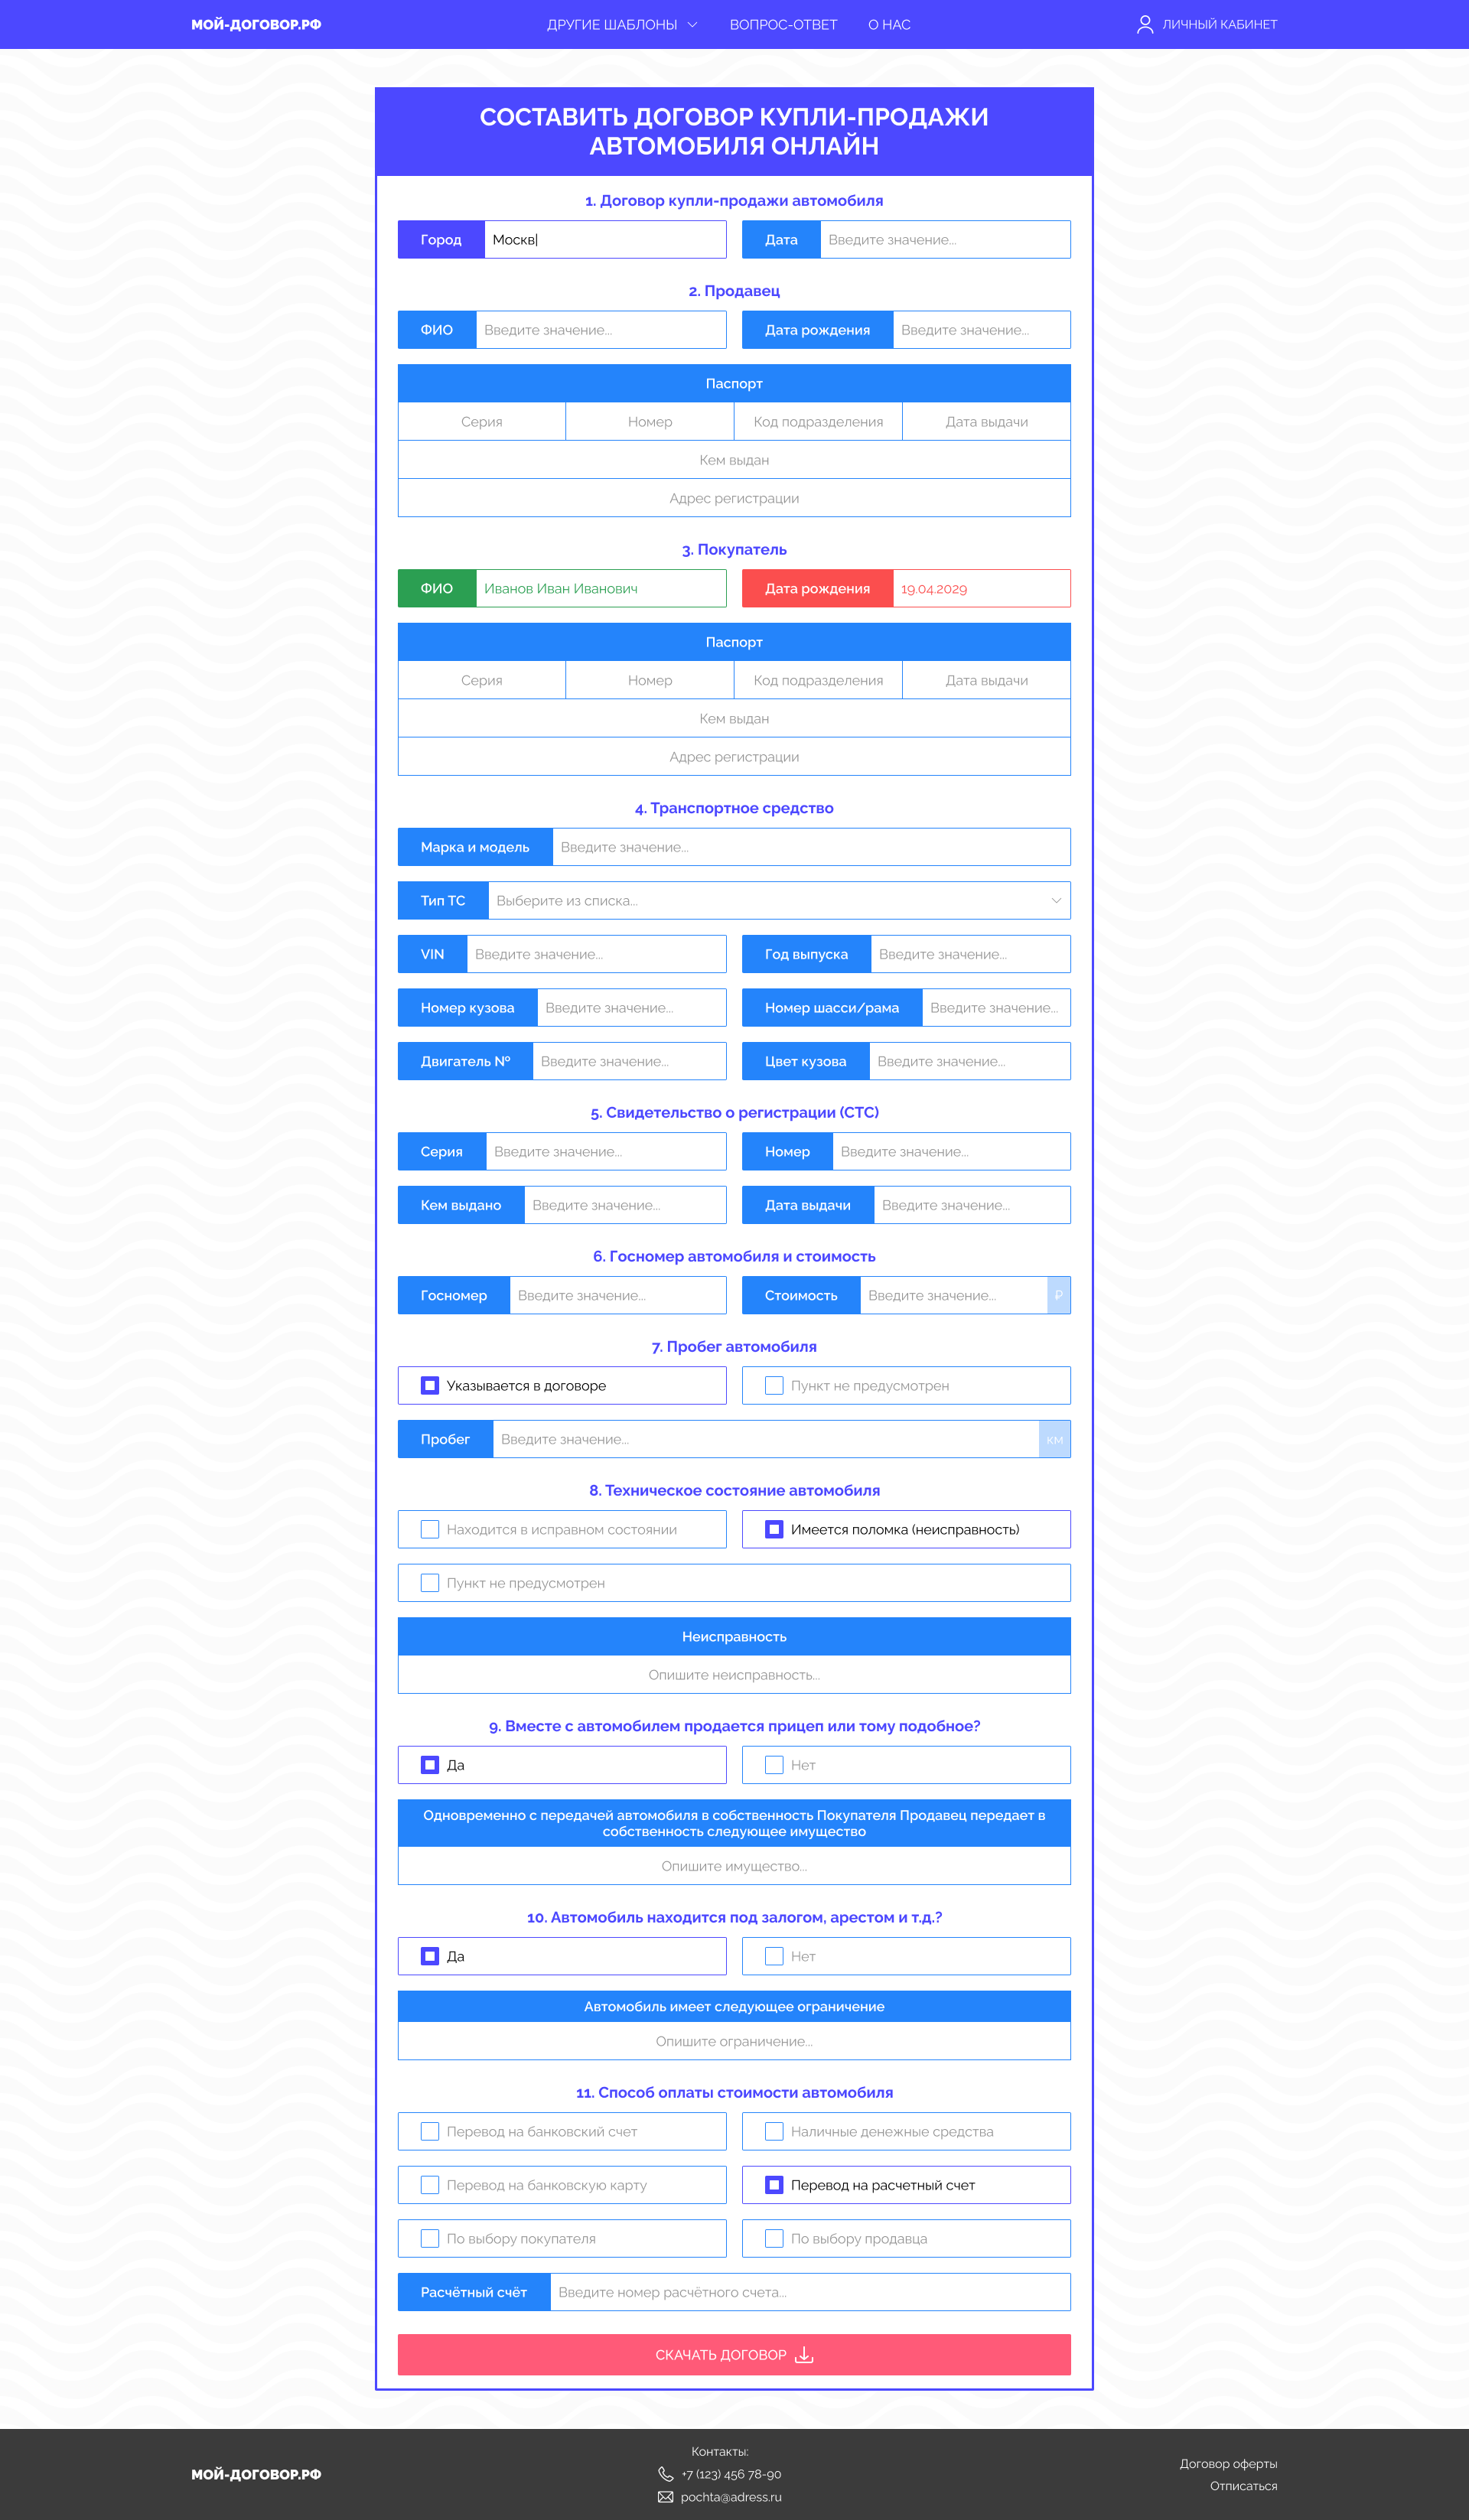 МОЙ-ДОГОВОР.РФ
ДРУГИЕ ШАБЛОНЫ
ВОПРОС-ОТВЕТ
О НАС
ЛИЧНЫЙ КАБИНЕТ
СОСТАВИТЬ ДОГОВОР КУПЛИ-ПРОДАЖИ
АВТОМОБИЛЯ ОНЛАЙН
1. Договор купли-продажи автомобиля
Город Москв
Дата Введите значение...
2. Продавец
ФИО Введите значение...
Дата рождения Введите значение...
Паспорт
Серия Номер Код подразделения Дата выдачи
Кем выдан
Адрес регистрации
3. Покупатель
ФИО Иванов Иван Иванович
Дата рождения 19.04.2029
Паспорт
Серия Номер Код подразделения Дата выдачи
Кем выдан
Адрес регистрации
4. Транспортное средство
Марка и модель Введите значение...
Тип ТС Выберите из списка...
VIN Введите значение...
Год выпуска Введите значение...
Номер кузова Введите значение...
Номер шасси/рама Введите значение...
Двигатель № Введите значение...
Цвет кузова Введите значение...
5. Свидетельство о регистрации (СТС)
Серия Введите значение...
Номер Введите значение...
Кем выдано Введите значение...
Дата выдачи Введите значение...
6. Госномер автомобиля и стоимость
Госномер Введите значение...
Стоимость Введите значение... ₽
7. Пробег автомобиля
Указывается в договоре
Пункт не предусмотрен
Пробег Введите значение... км
8. Техническое состояние автомобиля
Находится в исправном состоянии
Имеется поломка (неисправность)
Пункт не предусмотрен
Неисправность
Опишите неисправность...
9. Вместе с автомобилем продается прицеп или тому подобное?
Да
Нет
Одновременно с передачей автомобиля в собственность Покупателя Продавец передает в
собственность следующее имущество
Опишите имущество...
10. Автомобиль находится под залогом, арестом и т.д.?
Да
Нет
Автомобиль имеет следующее ограничение
Опишите ограничение...
11. Способ оплаты стоимости автомобиля
Перевод на банковский счет
Наличные денежные средства
Перевод на банковскую карту
Перевод на расчетный счет
По выбору покупателя
По выбору продавца
Расчётный счёт Введите номер расчётного счета...
СКАЧАТЬ ДОГОВОР
МОЙ-ДОГОВОР.РФ
Контакты:
+7 (123) 456 78-90
pochta@adress.ru
Договор оферты
Отписаться